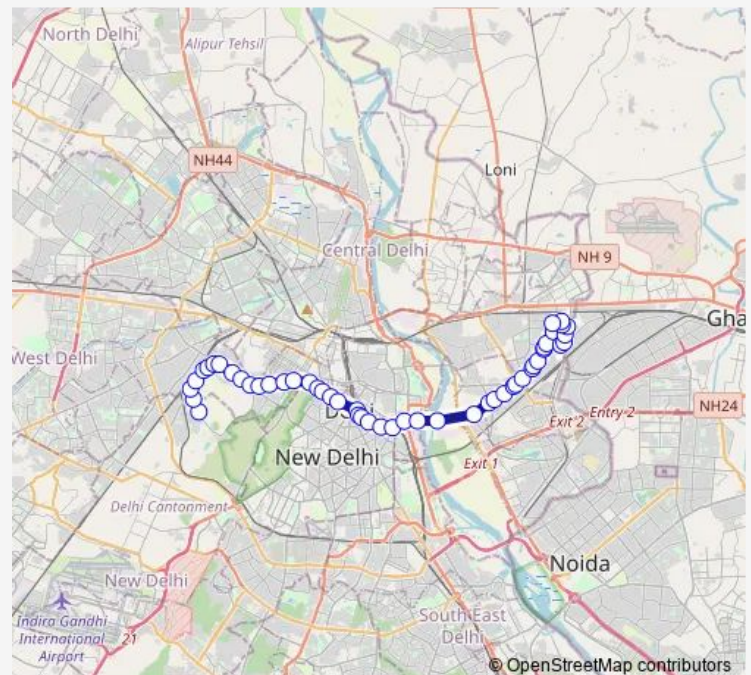 North Delhi
Alipur Tehsil
NH44
Loni
Central Delhi
NH 9
Gha
West Delhi
NH24
Entry 2
Exit 2
New Delhi
Exit 1
Delhi Cantonment
New Delhi
Noida
Indira Gandhi
International
Airport
21
South East
Delhi
© OpenStreetMap contributors